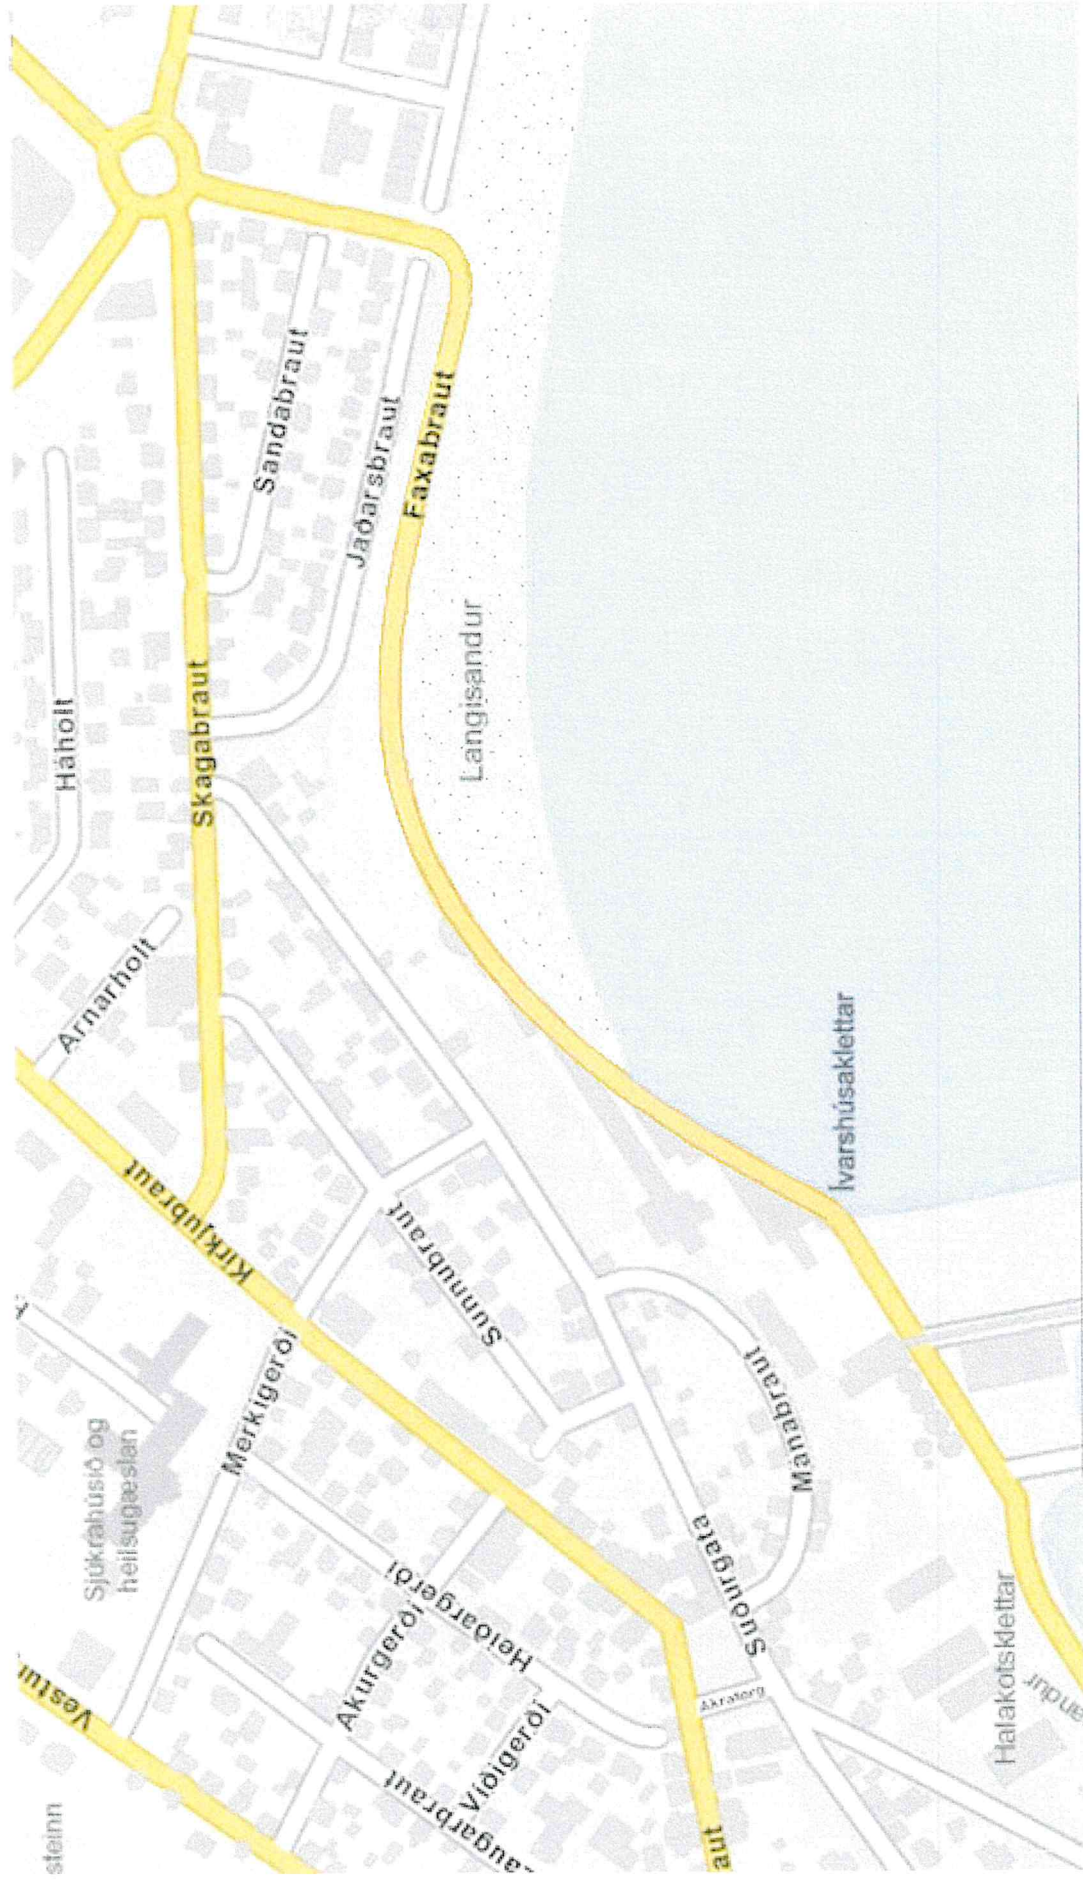 Háholt
Skagabraut
Sandabraut
Jaðarsbraut
Faxabraut
Langisandur
Arnarholt
Kirkjubraut
Ívarshúsaklettar
Sunnubraut
Merkigerði
Sjúkrahúsið og
heilsugæslan
Mánabraut
Suðurgata
Heiðargerði
Akurgerði
Víðigerði
Akratorg
Halakotsklettar
Vestur
augarbraut
steinn
aut
andur